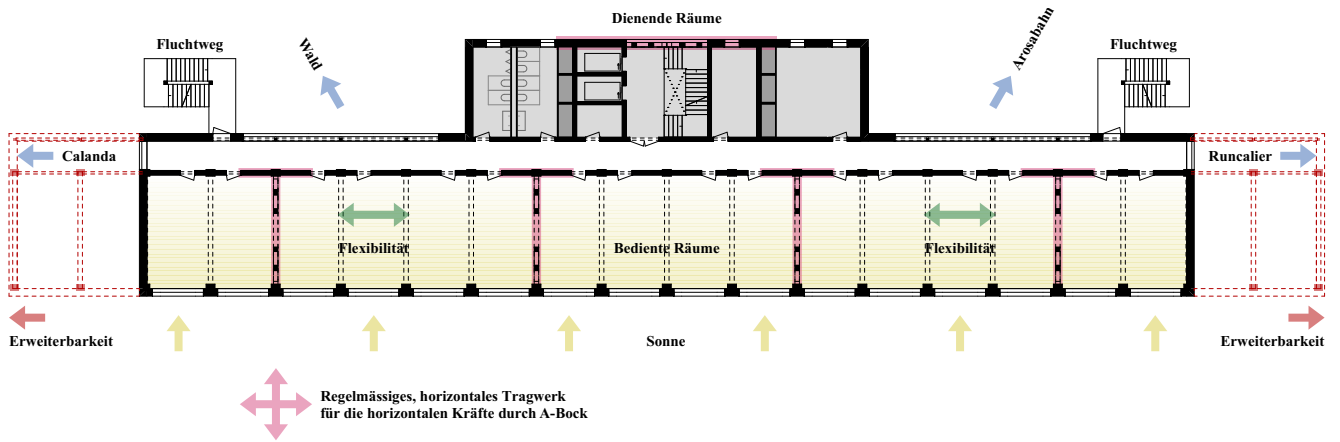 Dienende Räume
Fluchtweg
Wald
Arosabahn
Fluchtweg
Calanda
Runcalier
Flexibilität
Bediente Räume
Flexibilität
Erweiterbarkeit
Sonne
Erweiterbarkeit
Regelmässiges, horizontales Tragwerk
für die horizontalen Kräfte durch A-Bock